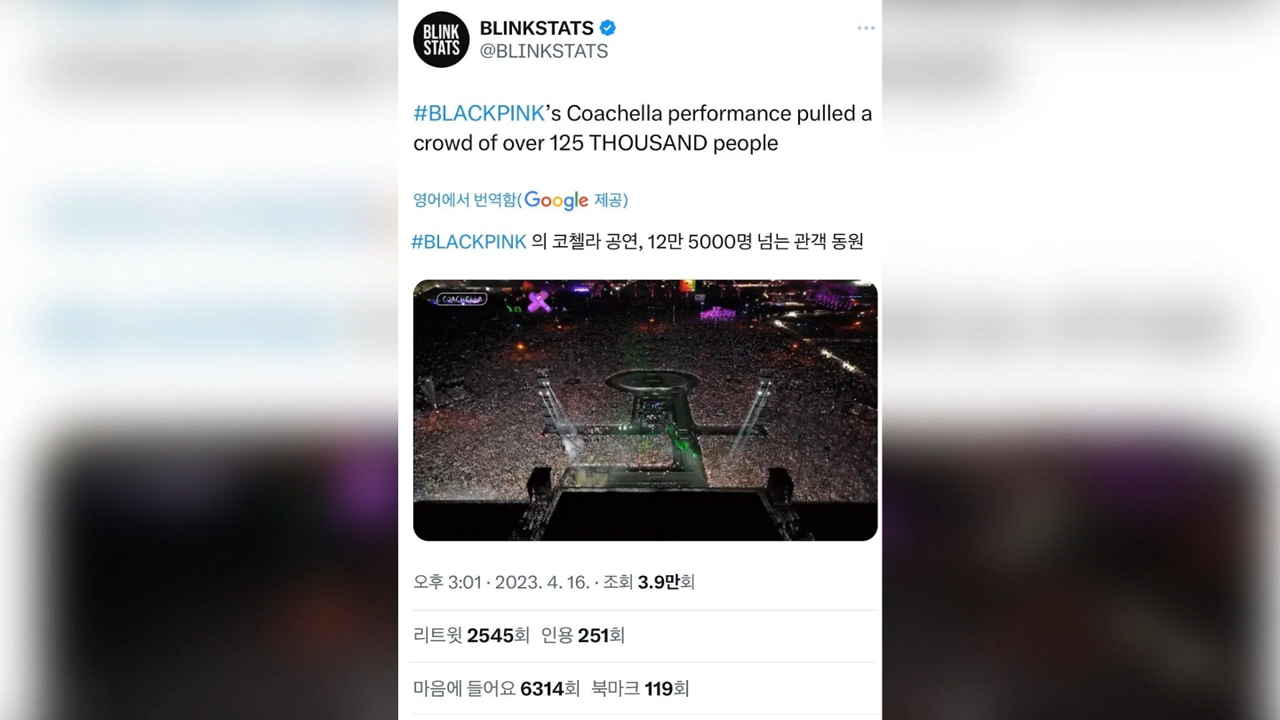 BLINK
STATS
BLINKSTATS
@BLINKSTATS
#BLACKPINK’s Coachella performance pulled a
crowd of over 125 THOUSAND people
영어에서 번역함(Google 제공)
#BLACKPINK 의 코첼라 공연, 12만 5000명 넘는 관객 동원
COACHELLA
오후 3:01 · 2023. 4. 16. · 조회 3.9만회
리트윗 2545회 인용 251회
마음에 들어요 6314회 북마크 119회